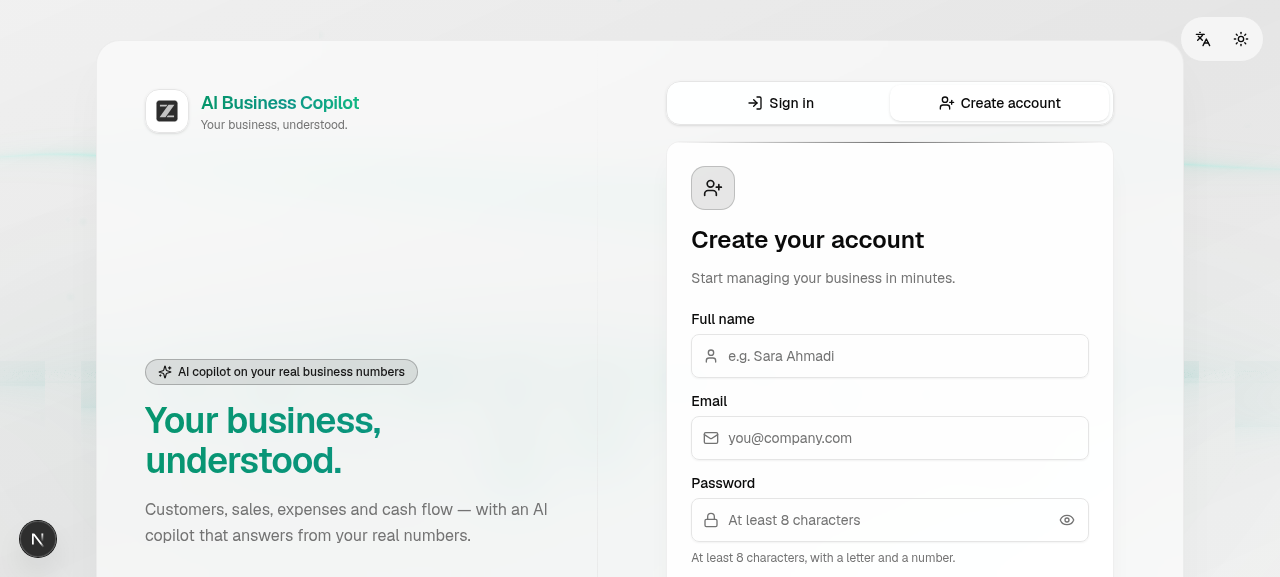 AI Business Copilot
Your business, understood.
Sign in
Create account
Create your account
Start managing your business in minutes.
Full name
e.g. Sara Ahmadi
Email
you@company.com
Password
At least 8 characters
At least 8 characters, with a letter and a number.
AI copilot on your real business numbers
Your business,
understood.
Customers, sales, expenses and cash flow — with an AI
copilot that answers from your real numbers.